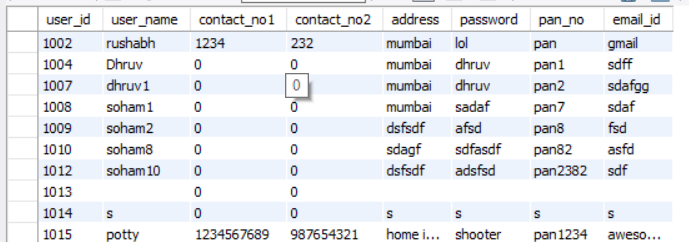 user_id user_name contact_no1 contact_no2 address password pan_no email_id
1002 rushabh 1234 232 mumbai lol pan gmail
1004 Dhruv 0 0 mumbai dhruv pan1 sdff
1007 dhruv1 0 0 mumbai dhruv pan2 sdafgg
1008 soham1 0 0 mumbai sadaf pan7 sdaf
1009 soham2 0 0 dsfsdf afsd pan8 fsd
1010 soham8 0 0 sdagf sdfasdf pan82 asfd
1012 soham10 0 0 dsfsdf adsfsd pan2382 sdf
1013 0 0
1014 s 0 0 s s s s
1015 potty 1234567689 987654321 home i... shooter pan1234 aweso...